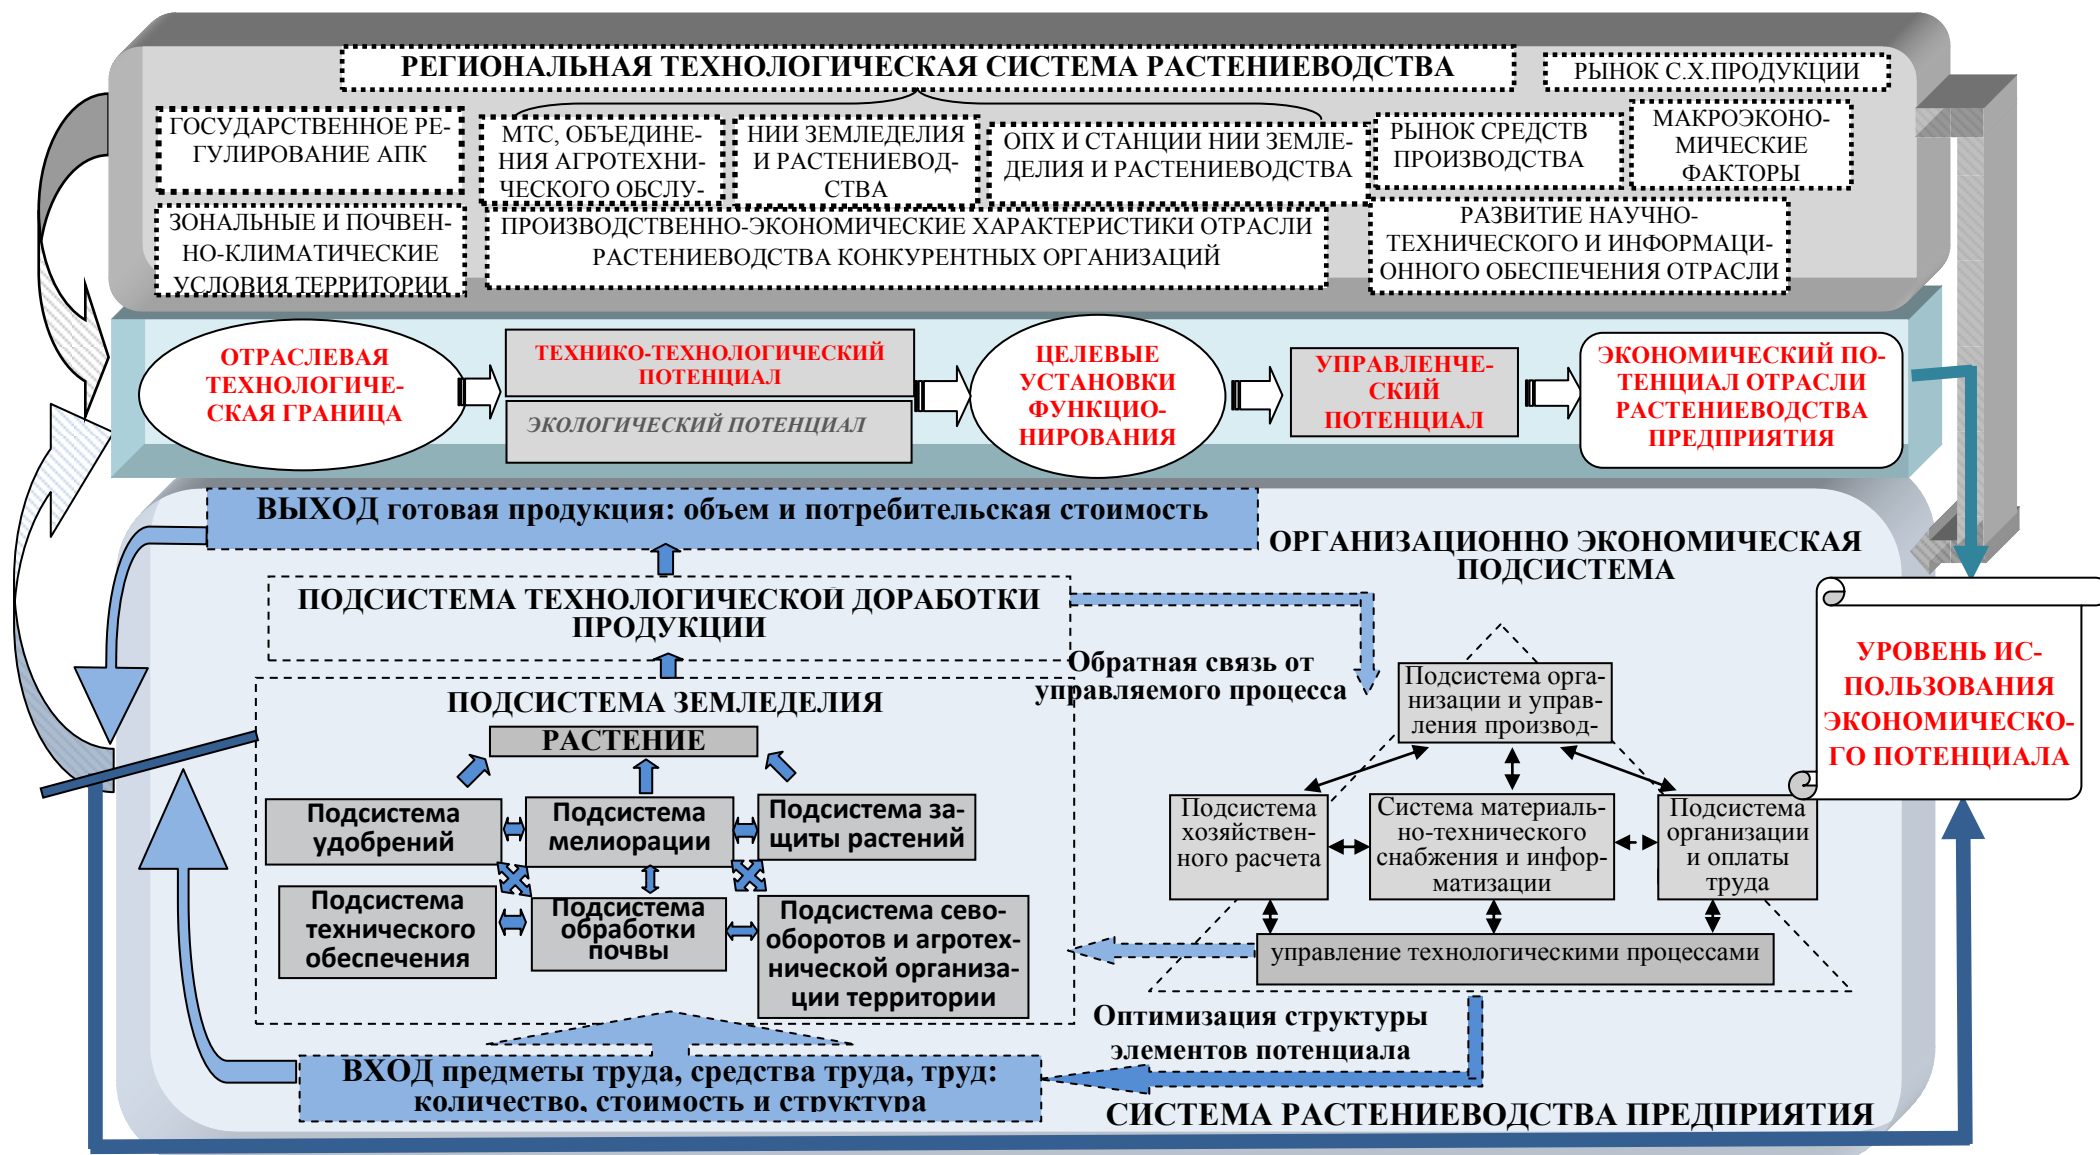 РЕГИОНАЛЬНАЯ ТЕХНОЛОГИЧЕСКАЯ СИСТЕМА РАСТЕНИЕВОДСТВА
РЫНОК С.Х.ПРОДУКЦИИ
ГОСУДАРСТВЕННОЕ РЕ-
ГУЛИРОВАНИЕ АПК
МТС, ОБЪЕДИНЕ-
НИЯ АГРОТЕХНИ-
ЧЕСКОГО ОБСЛУ-
НИИ ЗЕМЛЕДЕЛИЯ
И РАСТЕНИЕВОД-
СТВА
ОПХ И СТАНЦИИ НИИ ЗЕМЛЕ-
ДЕЛИЯ И РАСТЕНИЕВОДСТВА
РЫНОК СРЕДСТВ
ПРОИЗВОДСТВА
МАКРОЭКОНО-
МИЧЕСКИЕ
ФАКТОРЫ
ЗОНАЛЬНЫЕ И ПОЧВЕН-
НО-КЛИМАТИЧЕСКИЕ
УСЛОВИЯ ТЕРРИТОРИИ
ПРОИЗВОДСТВЕННО-ЭКОНОМИЧЕСКИЕ ХАРАКТЕРИСТИКИ ОТРАСЛИ
РАСТЕНИЕВОДСТВА КОНКУРЕНТНЫХ ОРГАНИЗАЦИЙ
РАЗВИТИЕ НАУЧНО-
ТЕХНИЧЕСКОГО И ИНФОРМАЦИ-
ОННОГО ОБЕСПЕЧЕНИЯ ОТРАСЛИ
ОТРАСЛЕВАЯ
ТЕХНОЛОГИЧЕ-
СКАЯ ГРАНИЦА
ТЕХНИКО-ТЕХНОЛОГИЧЕСКИЙ
ПОТЕНЦИАЛ
ЭКОЛОГИЧЕСКИЙ ПОТЕНЦИАЛ
ЦЕЛЕВЫЕ
УСТАНОВКИ
ФУНКЦИО-
НИРОВАНИЯ
УПРАВЛЕНЧЕ-
СКИЙ
ПОТЕНЦИАЛ
ЭКОНОМИЧЕСКИЙ ПО-
ТЕНЦИАЛ ОТРАСЛИ
РАСТЕНИЕВОДСТВА
ПРЕДПРИЯТИЯ
ВЫХОД готовая продукция: объем и потребительская стоимость
ОРГАНИЗАЦИОННО ЭКОНОМИЧЕСКАЯ
ПОДСИСТЕМА
ПОДСИСТЕМА ТЕХНОЛОГИЧЕСКОЙ ДОРАБОТКИ
ПРОДУКЦИИ
Обратная связь от
управляемого процесса
ПОДСИСТЕМА ЗЕМЛЕДЕЛИЯ
РАСТЕНИЕ
Подсистема
удобрений
Подсистема
мелиорации
Подсистема за-
щиты растений
Подсистема
технического
обеспечения
Подсистема
обработки
почвы
Подсистема сево-
оборотов и агротех-
нической организа-
ции территории
Подсистема орга-
низации и управ-
ления производ-
Подсистема
хозяйствен-
ного расчета
Система материаль-
но-технического
снабжения и инфор-
матизации
Подсистема
организации
и оплаты
труда
управление технологическими процессами
УРОВЕНЬ ИС-
ПОЛЬЗОВАНИЯ
ЭКОНОМИЧЕСКО-
ГО ПОТЕНЦИАЛА
Оптимизация структуры
элементов потенциала
ВХОД предметы труда, средства труда, труд:
количество, стоимость и структура
СИСТЕМА РАСТЕНИЕВОДСТВА ПРЕДПРИЯТИЯ